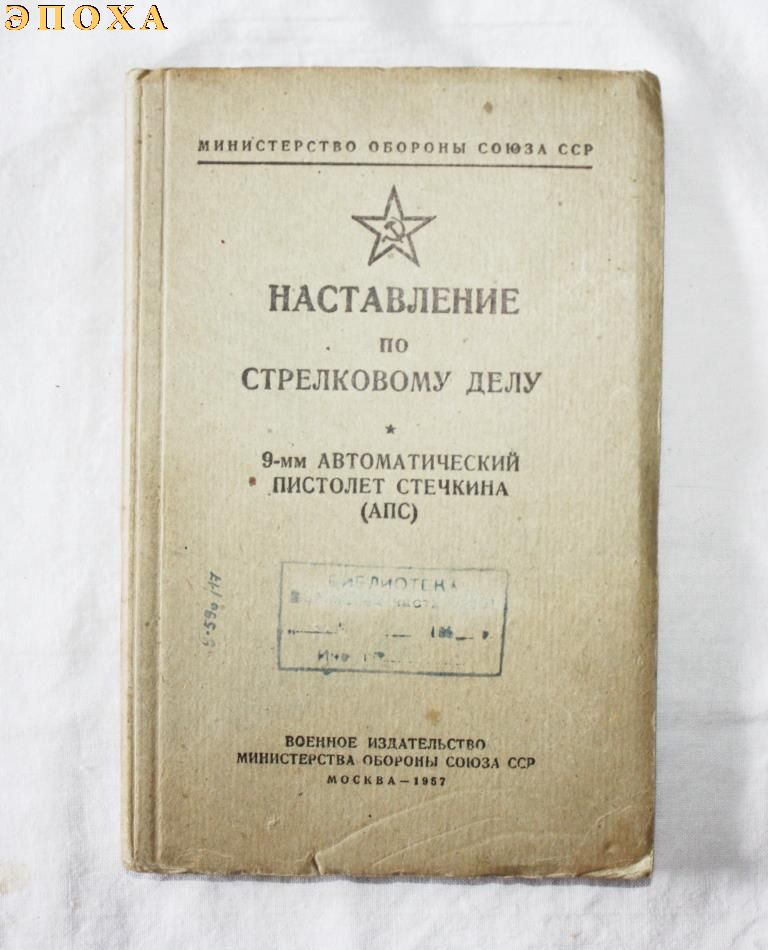 ЭПОХА
МИНИСТЕРСТВО ОБОРОНЫ СОЮЗА ССР
НАСТАВЛЕНИЕ
ПО
СТРЕЛКОВОМУ ДЕЛУ
9-мм АВТОМАТИЧЕСКИЙ
ПИСТОЛЕТ СТЕЧКИНА
(АПС)
БИБЛИОТЕКА
ВОЕННОЕ ИЗДАТЕЛЬСТВО
МИНИСТЕРСТВА ОБОРОНЫ СОЮЗА ССР
МОСКВА — 1957